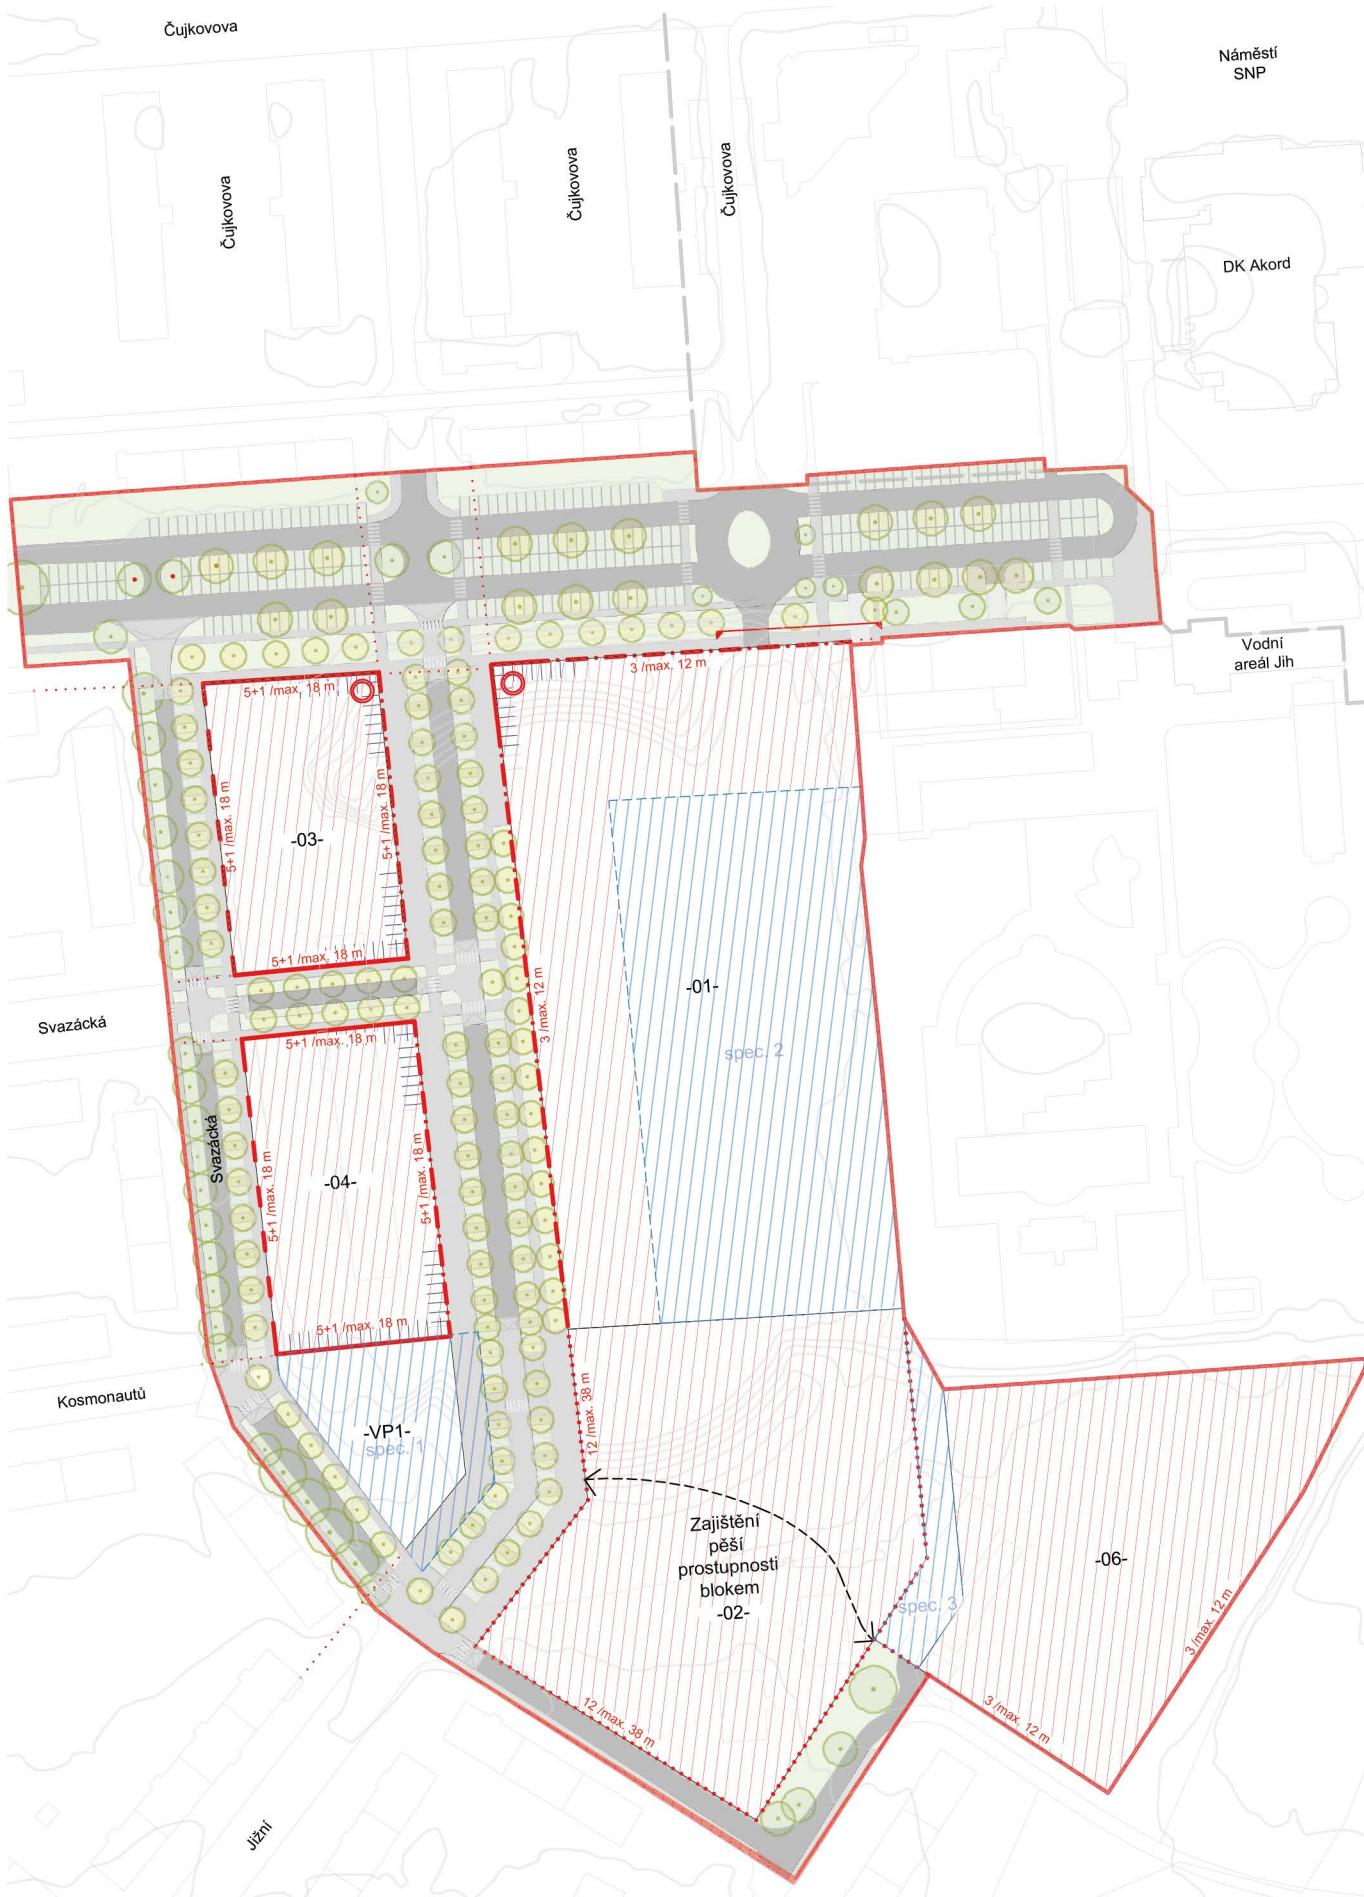 Čujkovova
Náměstí
SNP
Čujkovova
Čujkovova
Čujkovova
DK Akord
Vodní
areál Jih
3 /max. 12 m
5+1 /max. 18 m
5+1 /max. 18 m
5+1 /max. 18 m
-03-
5+1 /max. 18 m
-01-
3 /max. 12 m
Svazácká
5+1 /max. 18 m
spec. 2
Svazácká
5+1 /max. 18 m
5+1 /max. 18 m
-04-
5+1 /max. 18 m
Kosmonautů
-VP1-
spec. 1
12 /max. 38 m
Zajištění
pěší
prostupnosti
blokem
-02-
-06-
spec. 3
3 /max. 12 m
3 /max. 12 m
12 /max. 38 m
Jižní